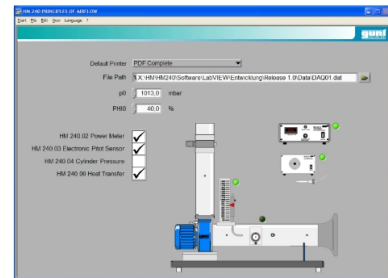 HM 240 PRINCIPLES OF AIRFLOW
Start File Edit Print Language ?
gunt
Default Printer PDF Complete
File Path X:\HM\HM240\Software\LabVIEW\Entwicklung\Release 1.0\Data\DAQ01.dat
p0 1013,0 mbar
PHI0 40,0 %
HM 240.02 Power Meter
HM 240.03 Electronic Pitot Sensor
HM 240.04 Cylinder Pressure
HM 240.06 Heat Transfer